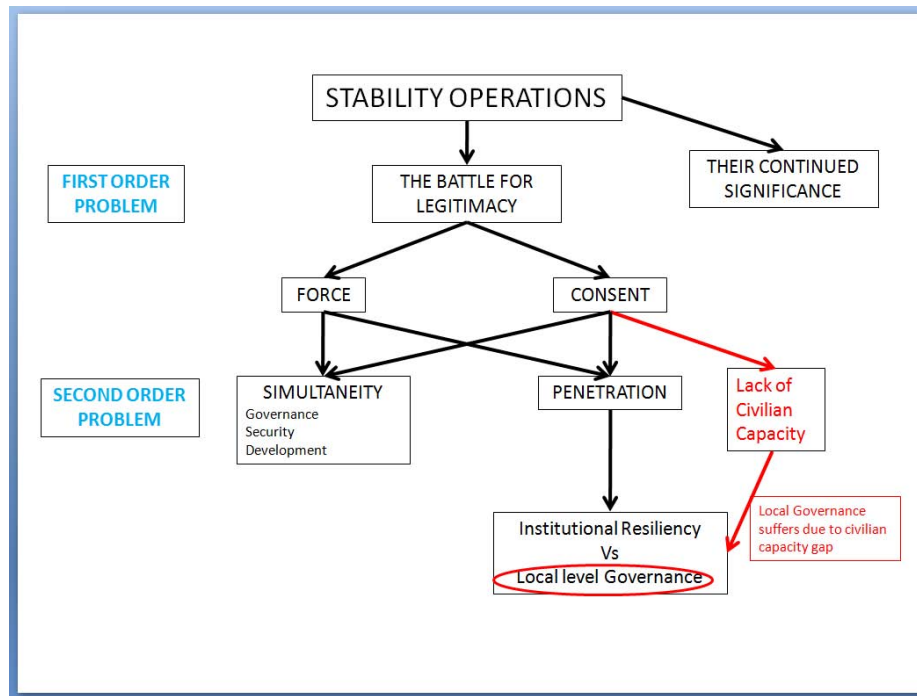 STABILITY OPERATIONS
THEIR CONTINUED
SIGNIFICANCE
FIRST ORDER
PROBLEM
THE BATTLE FOR
LEGITIMACY
FORCE
CONSENT
SECOND ORDER
PROBLEM
SIMULTANEITY
Governance
Security
Development
PENETRATION
Lack of
Civilian
Capacity
Institutional Resiliency
Vs
Local level Governance
Local Governance
suffers due to civilian
capacity gap